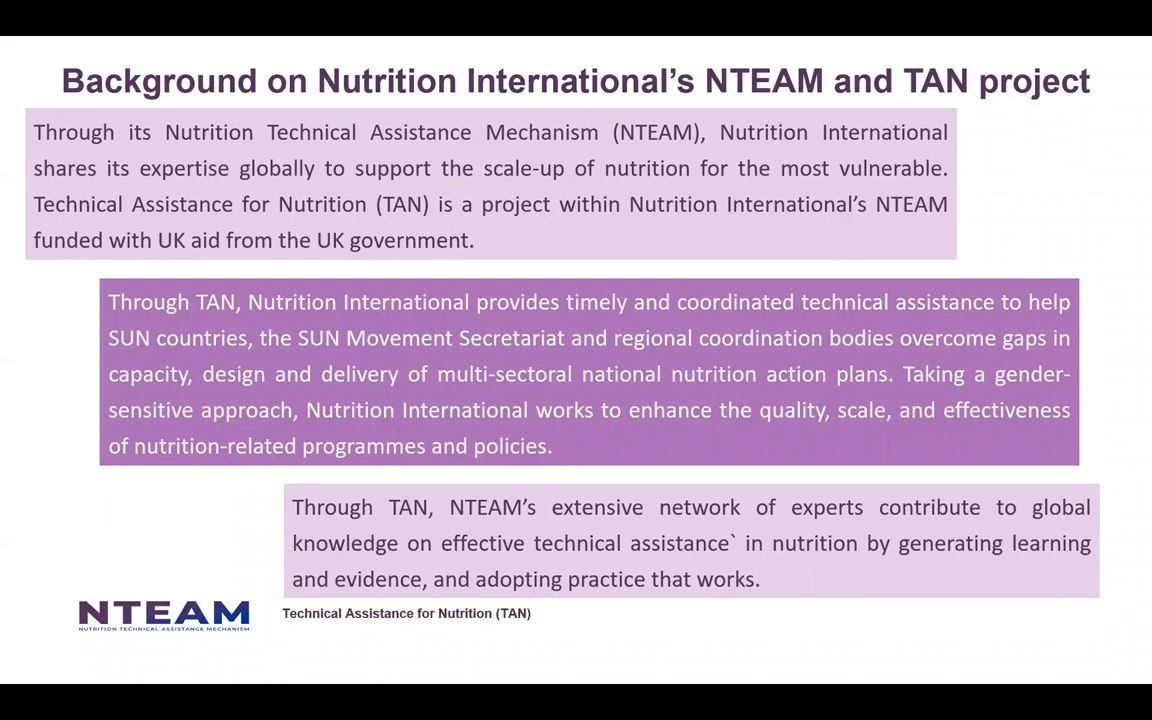 Background on Nutrition International’s NTEAM and TAN project
Through its Nutrition Technical Assistance Mechanism (NTEAM), Nutrition International
shares its expertise globally to support the scale-up of nutrition for the most vulnerable.
Technical Assistance for Nutrition (TAN) is a project within Nutrition International’s NTEAM
funded with UK aid from the UK government.
Through TAN, Nutrition International provides timely and coordinated technical assistance to help
SUN countries, the SUN Movement Secretariat and regional coordination bodies overcome gaps in
capacity, design and delivery of multi-sectoral national nutrition action plans. Taking a gender-
sensitive approach, Nutrition International works to enhance the quality, scale, and effectiveness
of nutrition-related programmes and policies.
Through TAN, NTEAM’s extensive network of experts contribute to global
knowledge on effective technical assistance` in nutrition by generating learning
and evidence, and adopting practice that works.
NTEAM
NUTRITION TECHNICAL ASSISTANCE MECHANISM
Technical Assistance for Nutrition (TAN)